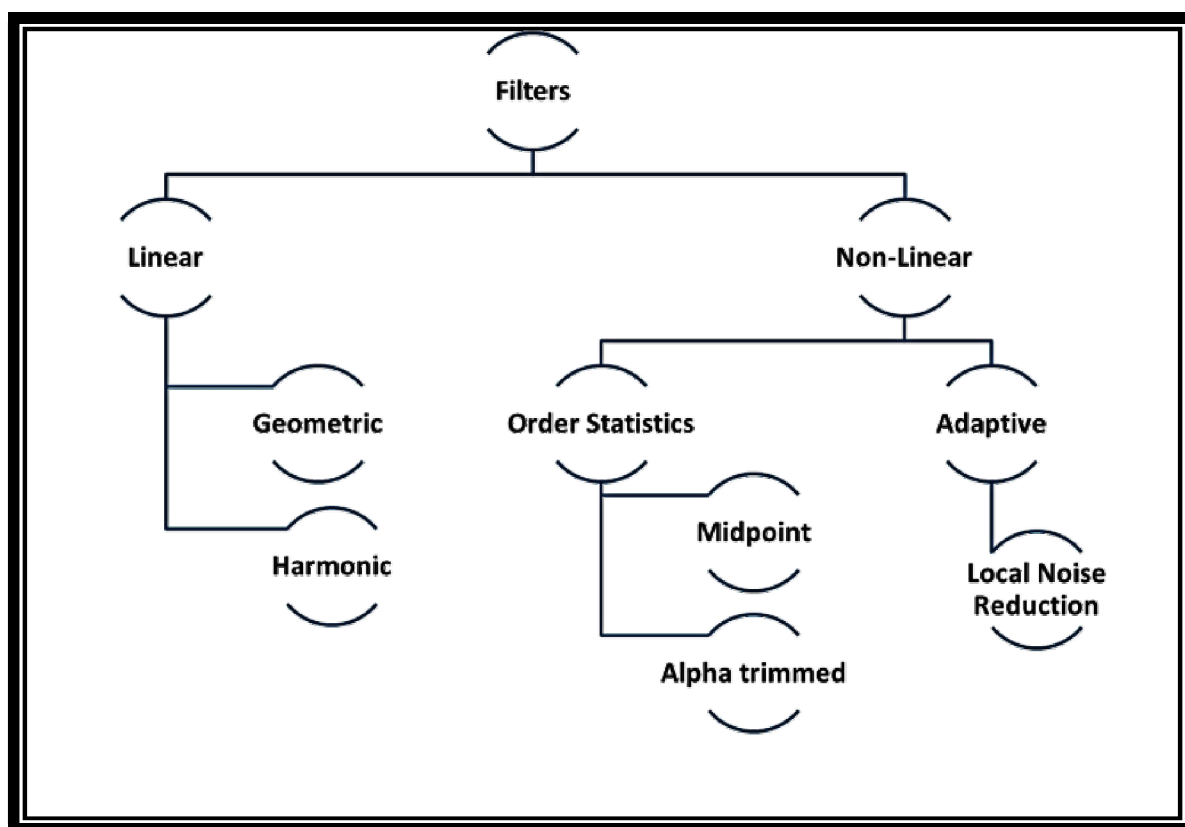 Filters
Linear
Non-Linear
Geometric
Order Statistics
Adaptive
Midpoint
Harmonic
Local Noise
Reduction
Alpha trimmed